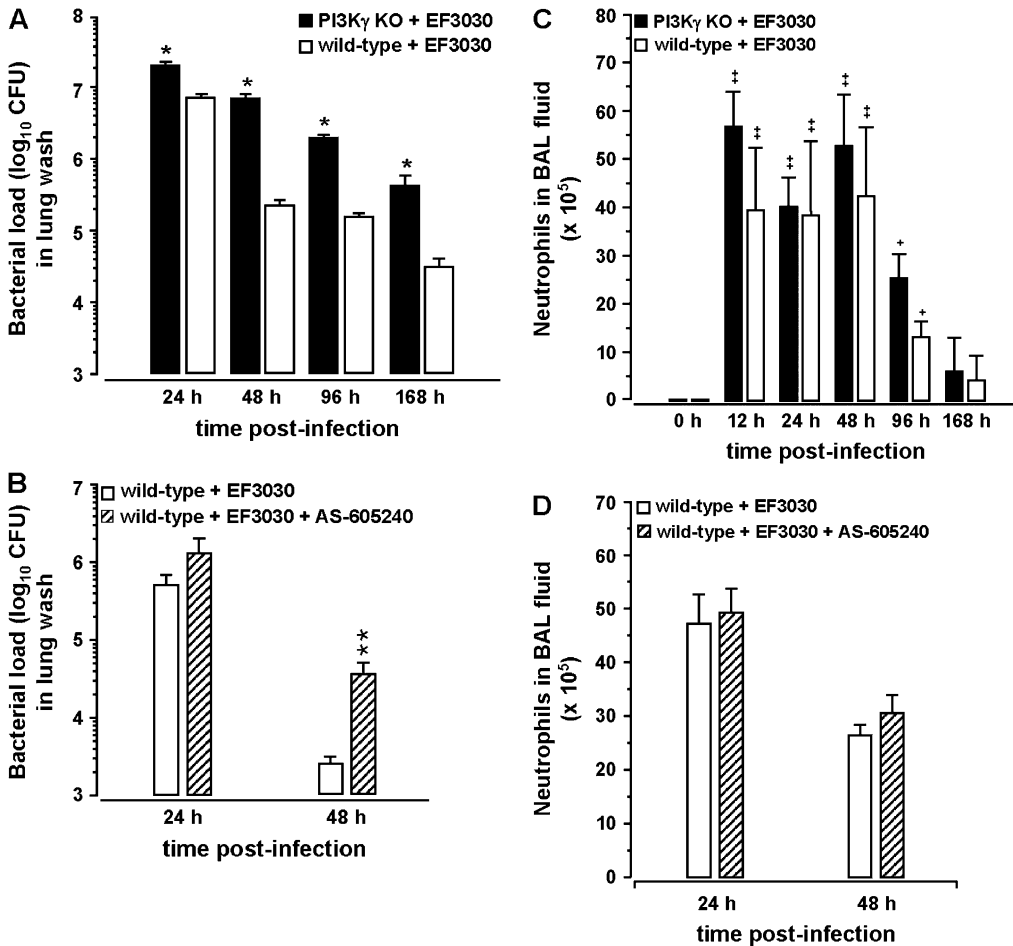 A
PI3Kγ KO + EF3030
wild-type + EF3030
Bacterial load (log10 CFU)
in lung wash
8
7
6
5
4
3
*
*
*
*
24 h 48 h 96 h 168 h
time post-infection
B
wild-type + EF3030
wild-type + EF3030 + AS-605240
Bacterial load (log10 CFU)
in lung wash
7
6
5
4
3
**
24 h 48 h
time post-infection
C
PI3Kγ KO + EF3030
wild-type + EF3030
Neutrophils in BAL fluid
(x 10^5)
80
70
60
50
40
30
20
10
0
‡
‡
‡
‡
‡
‡
+
+
0 h 12 h 24 h 48 h 96 h 168 h
time post-infection
D
wild-type + EF3030
wild-type + EF3030 + AS-605240
Neutrophils in BAL fluid
(x 10^5)
70
60
50
40
30
20
10
0
24 h 48 h
time post-infection